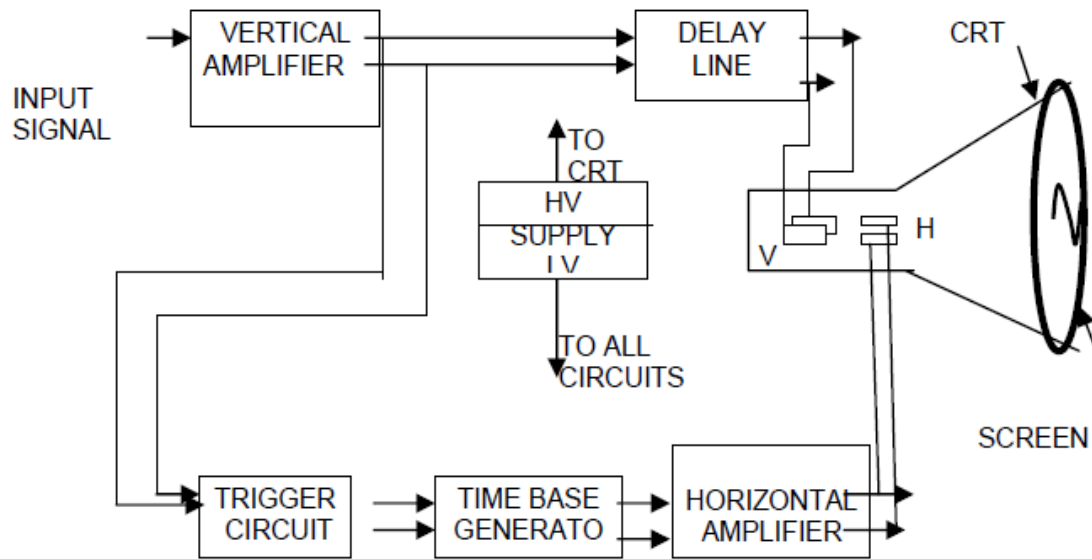 VERTICAL
AMPLIFIER
DELAY
LINE
CRT
INPUT
SIGNAL
TO
CRT
HV
SUPPLY
LV
V
H
TO ALL
CIRCUITS
SCREEN
TRIGGER
CIRCUIT
TIME BASE
GENERATO
HORIZONTAL
AMPLIFIER